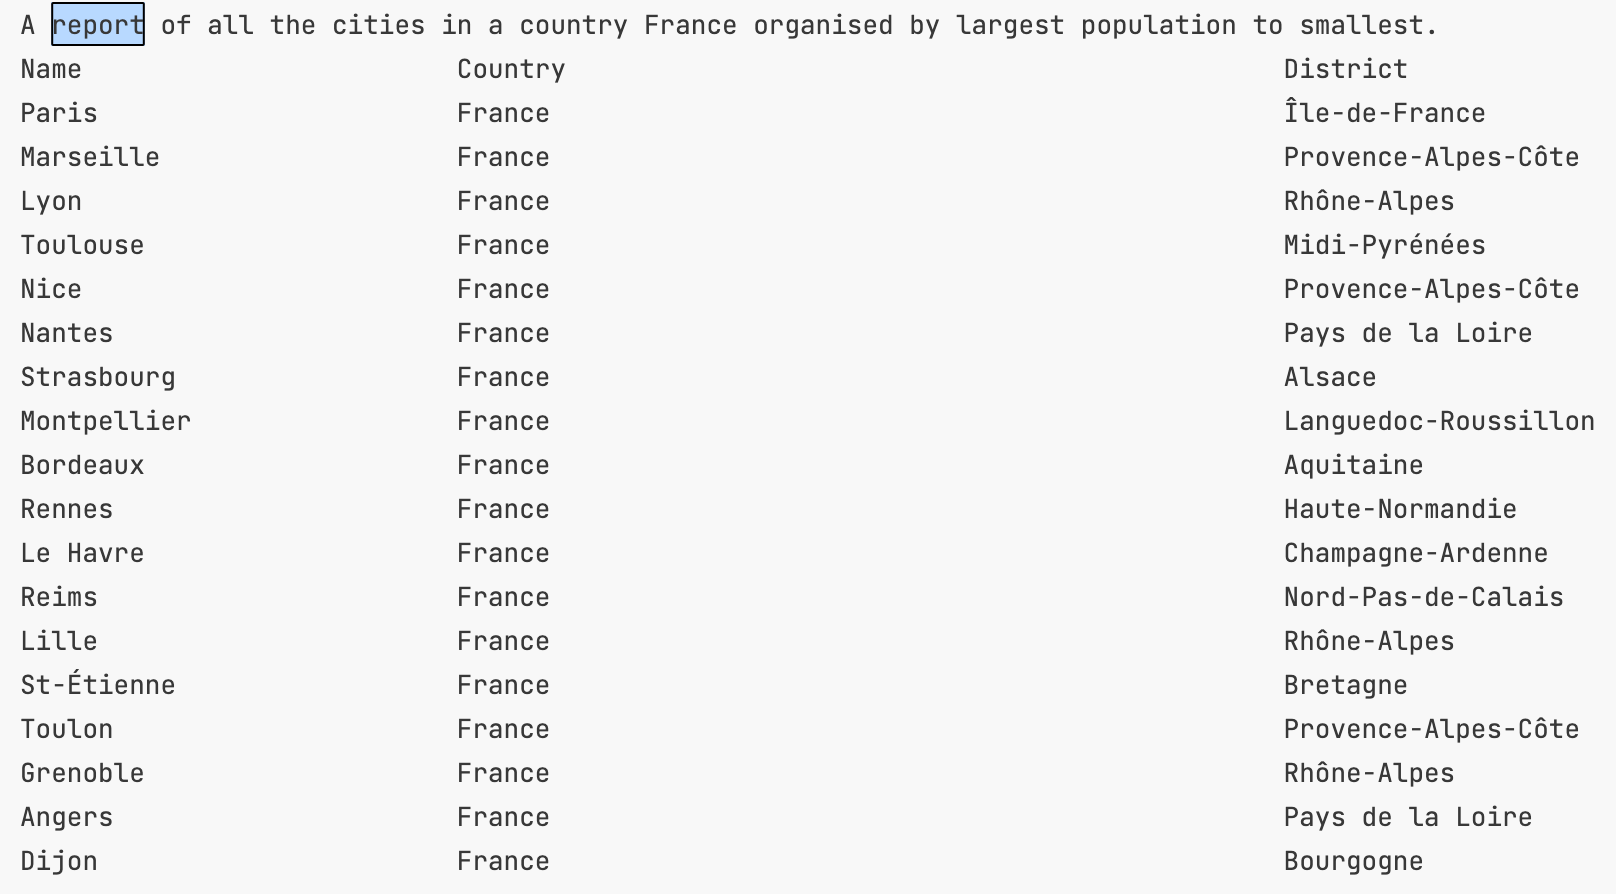 A report of all the cities in a country France organised by largest population to smallest.
Name Country District
Paris France Île-de-France
Marseille France Provence-Alpes-Côte
Lyon France Rhône-Alpes
Toulouse France Midi-Pyrénées
Nice France Provence-Alpes-Côte
Nantes France Pays de la Loire
Strasbourg France Alsace
Montpellier France Languedoc-Roussillon
Bordeaux France Aquitaine
Rennes France Haute-Normandie
Le Havre France Champagne-Ardenne
Reims France Nord-Pas-de-Calais
Lille France Rhône-Alpes
St-Étienne France Bretagne
Toulon France Provence-Alpes-Côte
Grenoble France Rhône-Alpes
Angers France Pays de la Loire
Dijon France Bourgogne